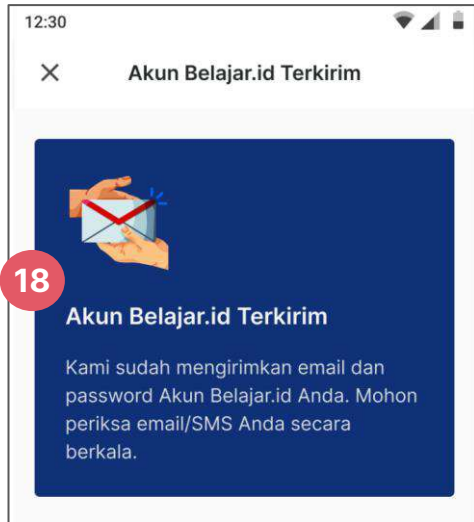 12:30
Akun Belajar.id Terkirim
18
Akun Belajar.id Terkirim
Kami sudah mengirimkan email dan
password Akun Belajar.id Anda. Mohon
periksa email/SMS Anda secara
berkala.